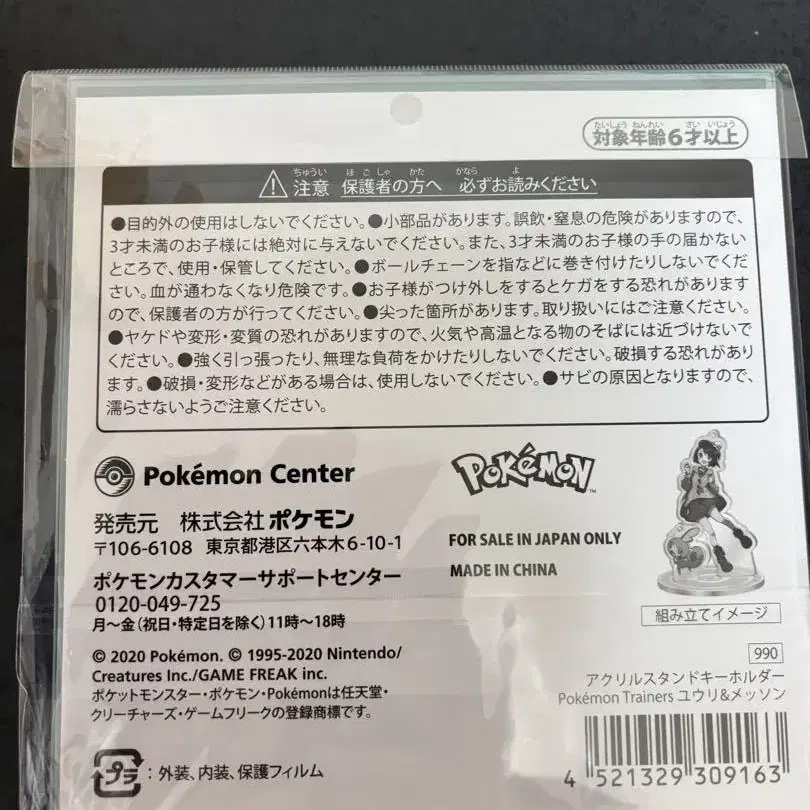 たいしょう ねんれい さい いじょう
対象年齢6才以上
ちゅうい ほ ご しゃ かた かなら よ
注意 保護者の方へ 必ずお読みください
●目的外の使用はしないでください。●小部品があります。誤飲・窒息の危険がありますので、
3才未満のお子様には絶対に与えないでください。また、3才未満のお子様の手の届かない
ところで、使用・保管してください。●ボールチェーンを指などに巻き付けたりしないでくだ
さい。血が通わなくなり危険です。●お子様がつけ外しをするとケガをする恐れがあります
ので、保護者の方が行ってください。●尖った箇所があります。取り扱いにはご注意ください。
●ヤケドや変形・変質の恐れがありますので、火気や高温となる物のそばには近づけないで
ください。●強く引っ張ったり、無理な負荷をかけたりしないでください。破損する恐れがあり
ます。●破損・変形などがある場合は、使用しないでください。●サビの原因となりますので、
濡らさないようご注意ください。
Pokémon Center
POKÉMON™
発売元 株式会社ポケモン
〒106-6108 東京都港区六本木6-10-1
FOR SALE IN JAPAN ONLY
MADE IN CHINA
ポケモンカスタマーサポートセンター
0120-049-725
月〜金(祝日・特定日を除く)11時〜18時
組み立てイメージ
© 2020 Pokémon. © 1995-2020 Nintendo/
Creatures Inc./GAME FREAK inc.
ポケットモンスター・ポケモン・Pokémonは任天堂・
クリーチャーズ・ゲームフリークの登録商標です。
990
アクリルスタンドキーホルダー
Pokémon Trainers ユウリ&メッソン
プラ:外装、内装、保護フィルム
4 521329 309163